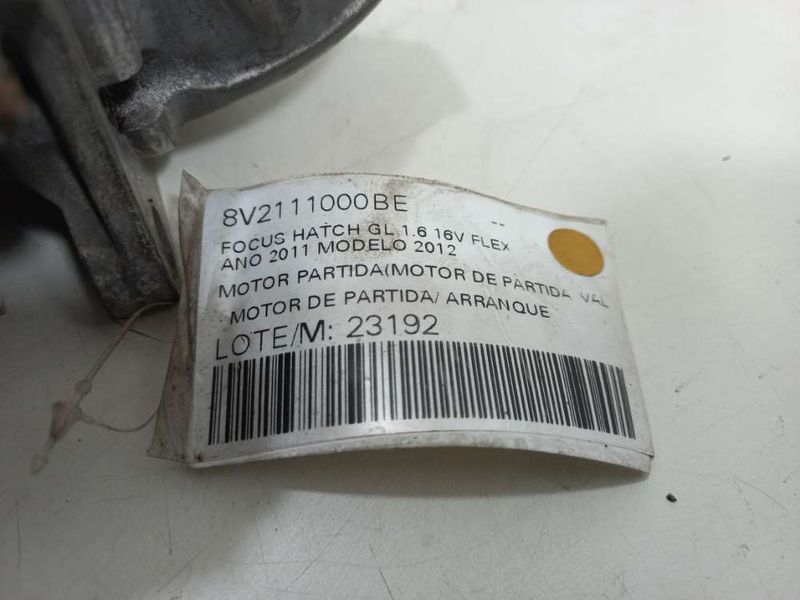 8V2111000BE --
FOCUS HATCH GL 1.6 16V FLEX
ANO 2011 MODELO 2012
MOTOR PARTIDA(MOTOR DE PARTIDA VAL
MOTOR DE PARTIDA/ ARRANQUE
LOTE/M: 23192